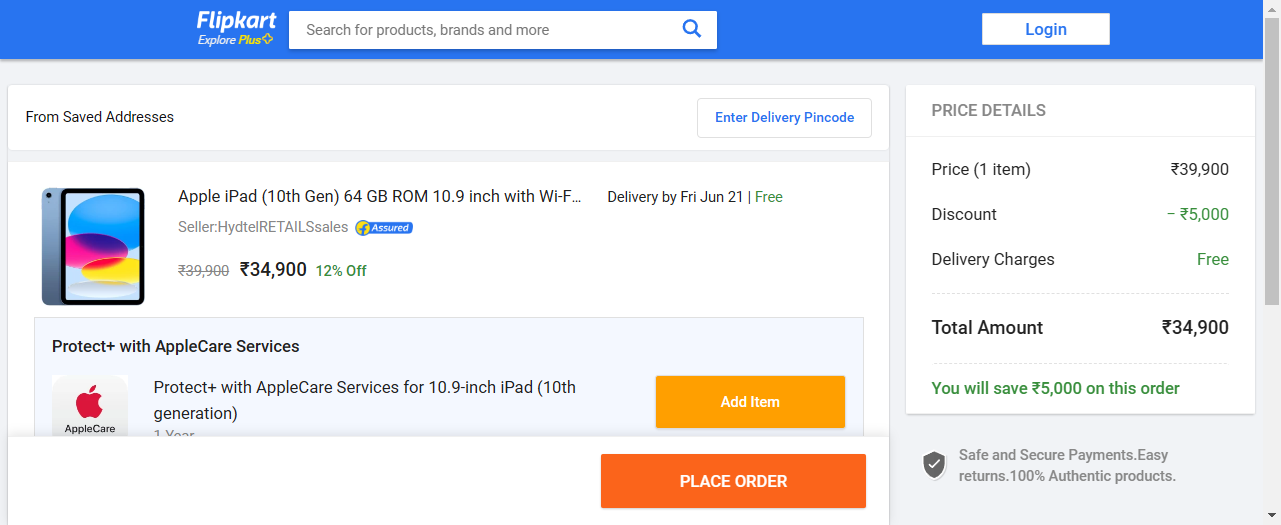 Flipkart
Explore Plus
Search for products, brands and more
Login
From Saved Addresses
Enter Delivery Pincode
Apple iPad (10th Gen) 64 GB ROM 10.9 inch with Wi-F...
Delivery by Fri Jun 21 | Free
Seller:HydtelRETAILSsales
Assured
₹39,900 ₹34,900 12% Off
Protect+ with AppleCare Services
Protect+ with AppleCare Services for 10.9-inch iPad (10th
generation)
1 Year
AppleCare
Add Item
PLACE ORDER
PRICE DETAILS
Price (1 item) ₹39,900
Discount − ₹5,000
Delivery Charges Free
Total Amount ₹34,900
You will save ₹5,000 on this order
Safe and Secure Payments.Easy
returns.100% Authentic products.